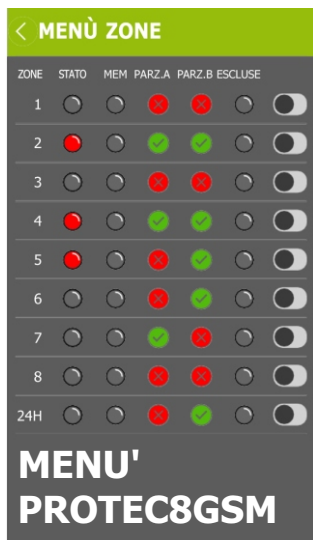 MENÙ ZONE
ZONE STATO MEM PARZ.A PARZ.B ESCLUSE
1
2
3
4
5
6
7
8
24H
MENU'
PROTEC8GSM